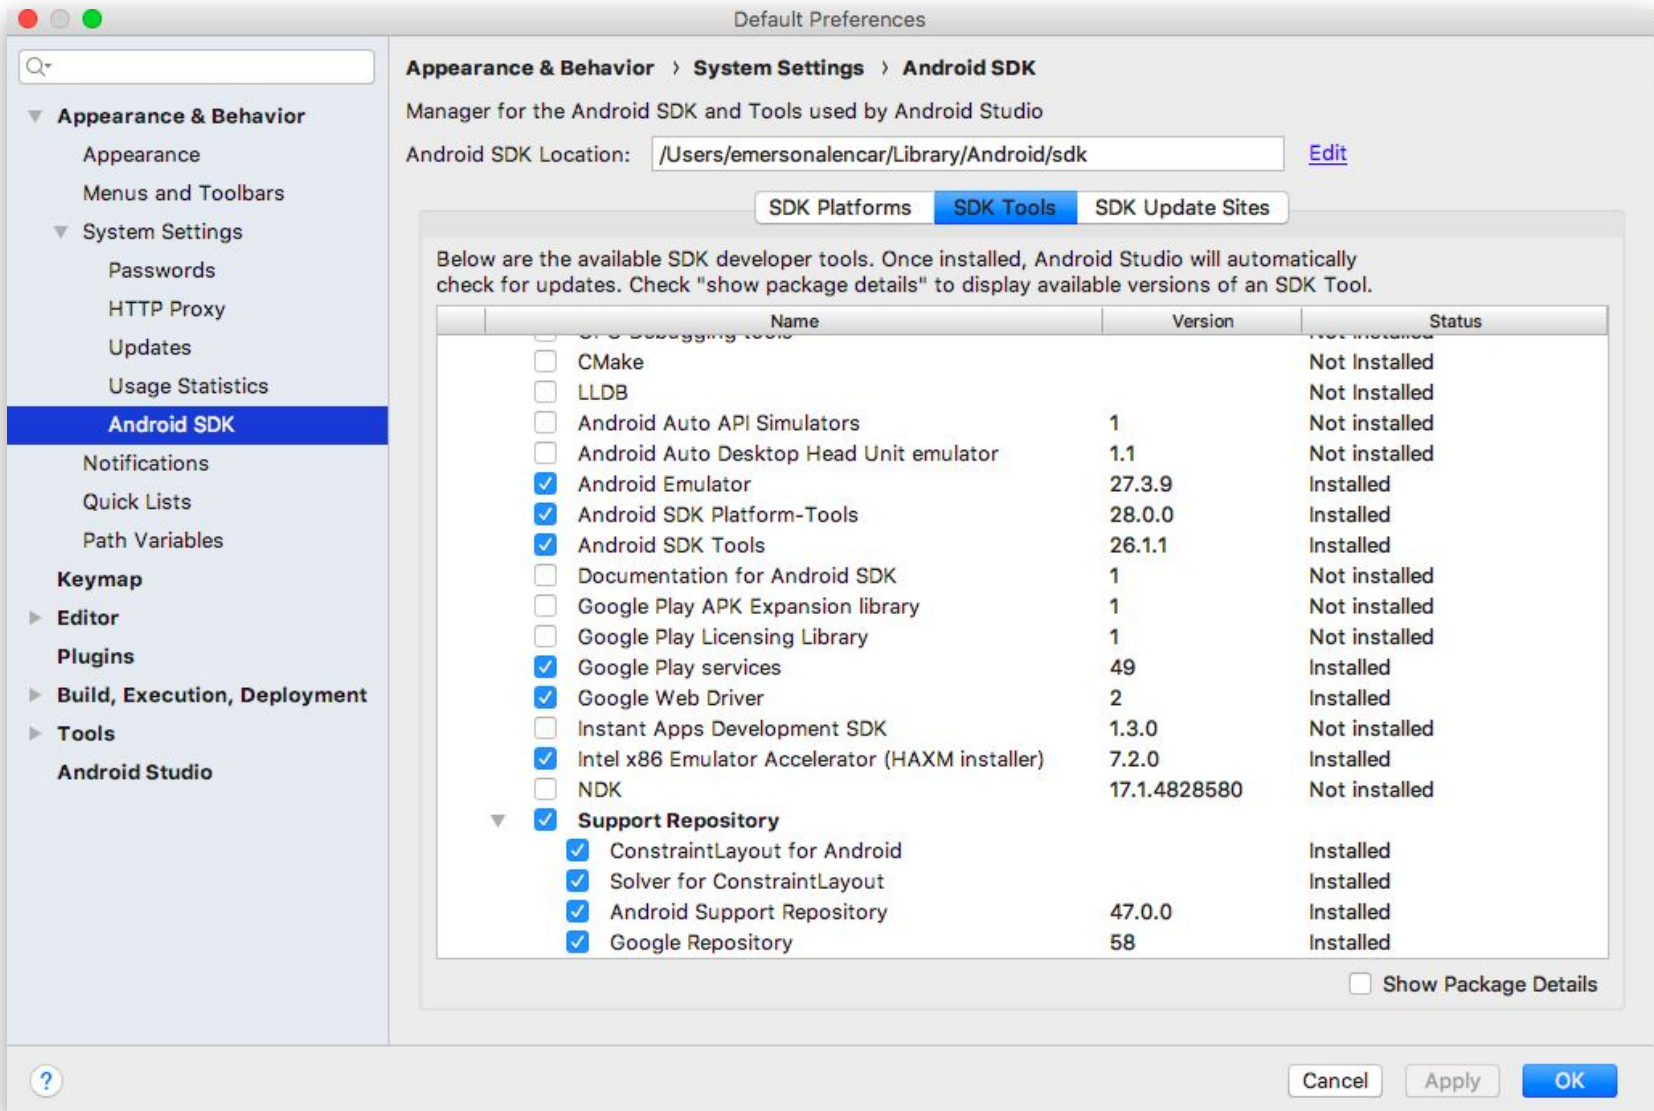 Default Preferences
Appearance & Behavior
Appearance
Menus and Toolbars
System Settings
Passwords
HTTP Proxy
Updates
Usage Statistics
Android SDK
Notifications
Quick Lists
Path Variables
Keymap
Editor
Plugins
Build, Execution, Deployment
Tools
Android Studio
Appearance & Behavior › System Settings › Android SDK
Manager for the Android SDK and Tools used by Android Studio
Android SDK Location: /Users/emersonalencar/Library/Android/sdk Edit
SDK Platforms SDK Tools SDK Update Sites
Below are the available SDK developer tools. Once installed, Android Studio will automatically
check for updates. Check "show package details" to display available versions of an SDK Tool.
Name Version Status
CMake Not Installed
LLDB Not Installed
Android Auto API Simulators 1 Not installed
Android Auto Desktop Head Unit emulator 1.1 Not installed
Android Emulator 27.3.9 Installed
Android SDK Platform-Tools 28.0.0 Installed
Android SDK Tools 26.1.1 Installed
Documentation for Android SDK 1 Not installed
Google Play APK Expansion library 1 Not installed
Google Play Licensing Library 1 Not installed
Google Play services 49 Installed
Google Web Driver 2 Installed
Instant Apps Development SDK 1.3.0 Not installed
Intel x86 Emulator Accelerator (HAXM installer) 7.2.0 Installed
NDK 17.1.4828580 Not installed
Support Repository
ConstraintLayout for Android Installed
Solver for ConstraintLayout Installed
Android Support Repository 47.0.0 Installed
Google Repository 58 Installed
Show Package Details
? Cancel Apply OK